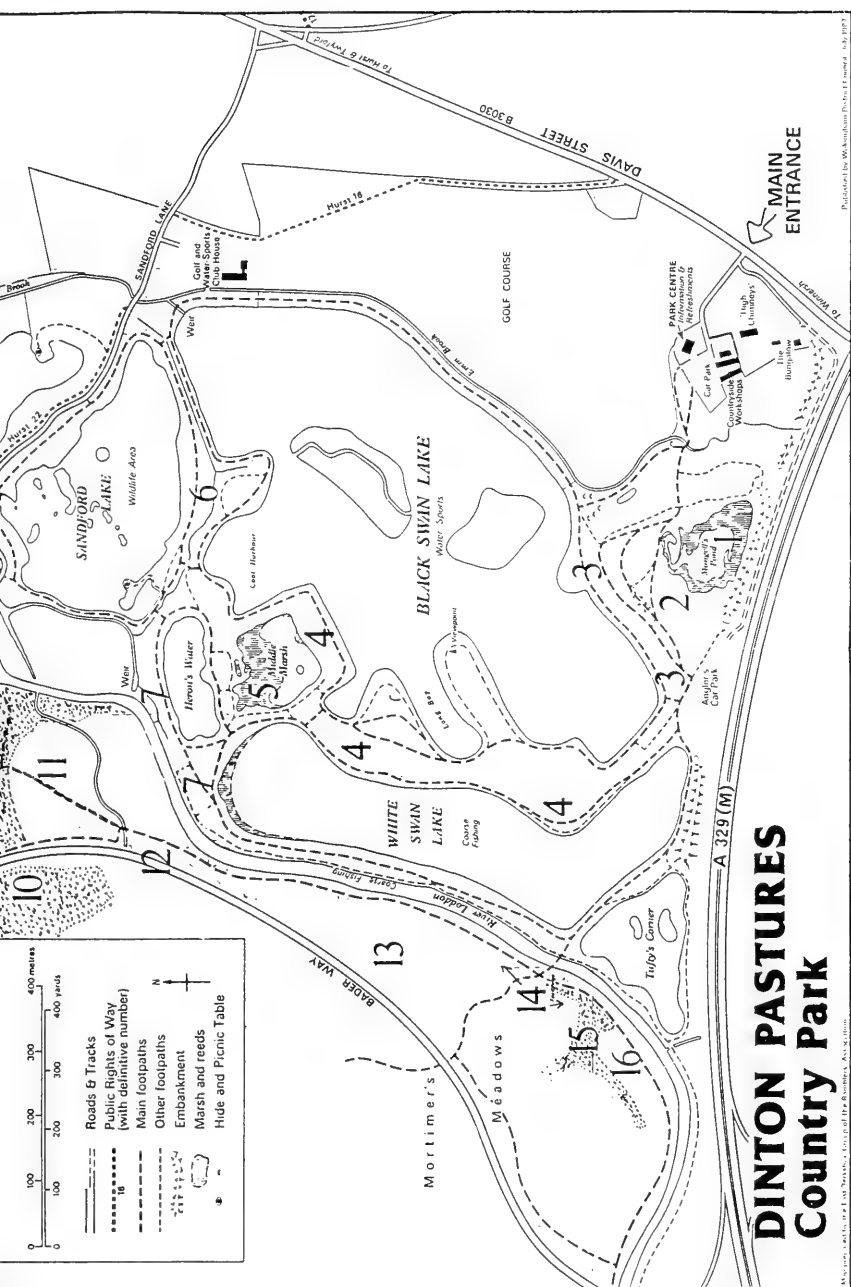 DINTON PASTURES
Country Park
0 100 200 300 400 metres
0 100 200 300 400 yards
Roads & Tracks
Public Rights of Way
(with definitive number)
16
Main footpaths
Other footpaths
Embankment
Marsh and reeds
Hide and Picnic Table
N
To Hurst & Twyford
B3030
DAVIS STREET
MAIN
ENTRANCE
To Winnersh
Brook
SANDFORD LANE
Hurst 16
Hurst 22
Golf and
Water-Sports
Club House
Weir
GOLF COURSE
Emm Brook
PARK CENTRE
Information &
Refreshments
Car Park
'High
Chimneys'
Countryside
Workshops
The
Bungalow
SANDFORD
LAKE
Wildlife Area
6
BLACK SWAN LAKE
Water Sports
Viewpoint
3
2
1
Mungell's
Pond
3
Angler's
Car Park
Weir
7
Heron's Water
5
Middle
Marsh
4
4
4
7
WHITE
SWAN
LAKE
Coarse
Fishing
A 329 (M)
11
10
12
Coarse Fishing
River Loddon
BADER WAY
13
14
15
16
Mortimer's
Meadows
Tufty's Corner